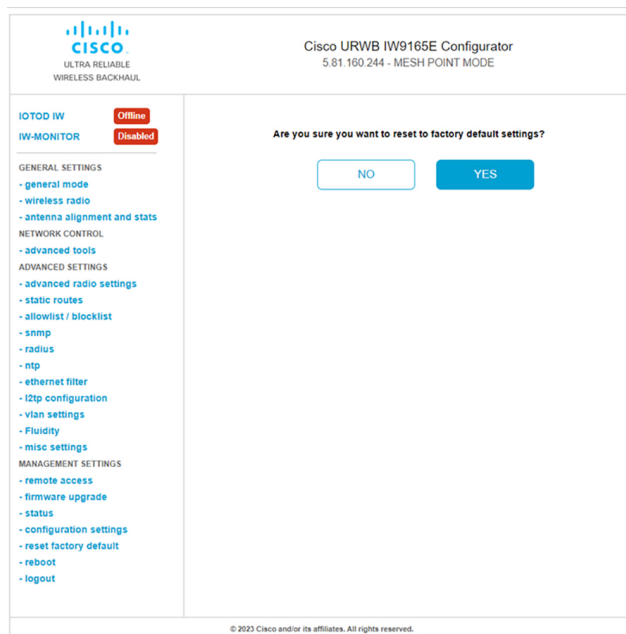 CISCO
ULTRA RELIABLE
WIRELESS BACKHAUL
Cisco URWB IW9165E Configurator
5.81.160.244 - MESH POINT MODE
IOTOD IW Offline
IW-MONITOR Disabled
GENERAL SETTINGS
- general mode
- wireless radio
- antenna alignment and stats
NETWORK CONTROL
- advanced tools
ADVANCED SETTINGS
- advanced radio settings
- static routes
- allowlist / blocklist
- snmp
- radius
- ntp
- ethernet filter
- l2tp configuration
- vlan settings
- Fluidity
- misc settings
MANAGEMENT SETTINGS
- remote access
- firmware upgrade
- status
- configuration settings
- reset factory default
- reboot
- logout
Are you sure you want to reset to factory default settings?
NO YES
© 2023 Cisco and/or its affiliates. All rights reserved.